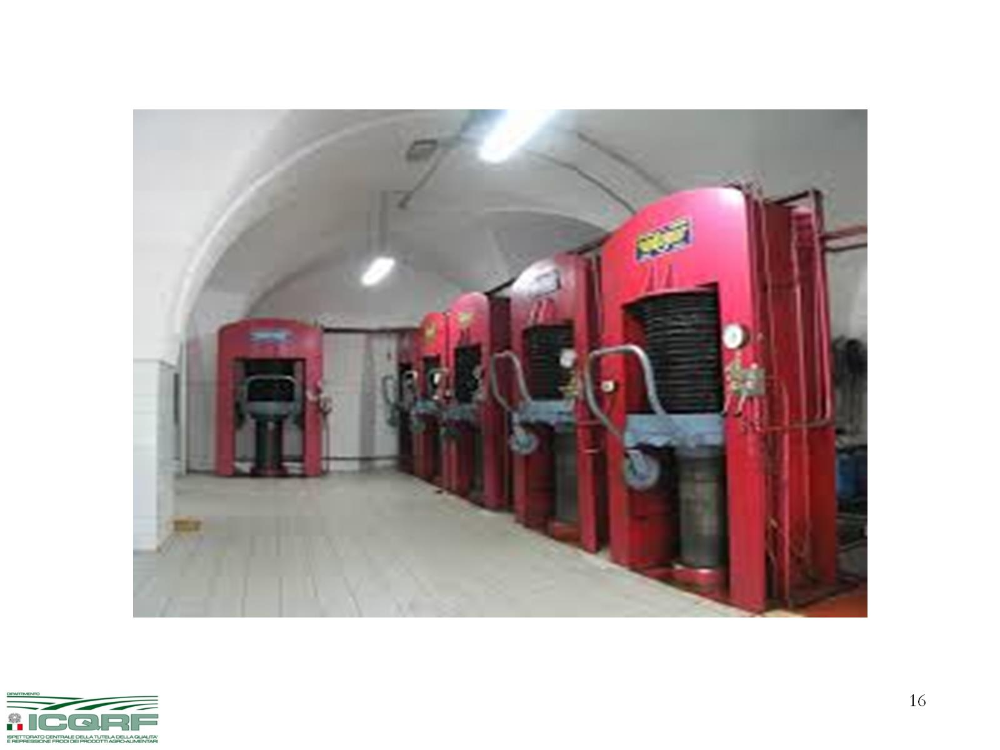 16
DIPARTIMENTO
ICQRF
ISPETTORATO CENTRALE DELLA TUTELA DELLA QUALITA'
E REPRESSIONE FRODI DEI PRODOTTI AGRO-ALIMENTARI